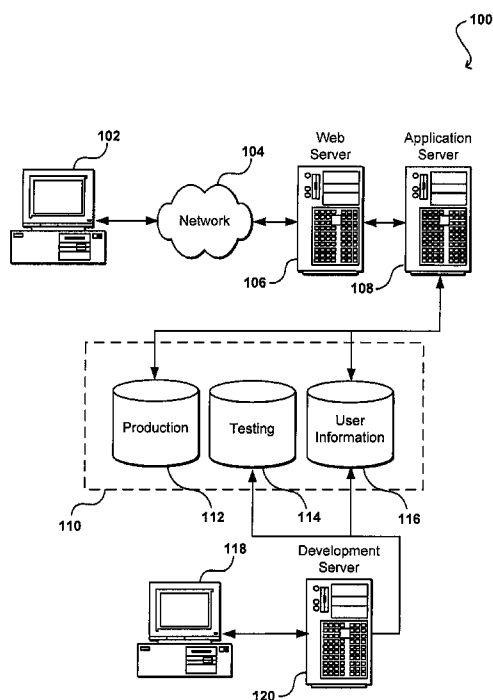 100
102
104
Web
Server
Application
Server
Network
106
108
Production
Testing
User
Information
110
112
114
116
118
Development
Server
120